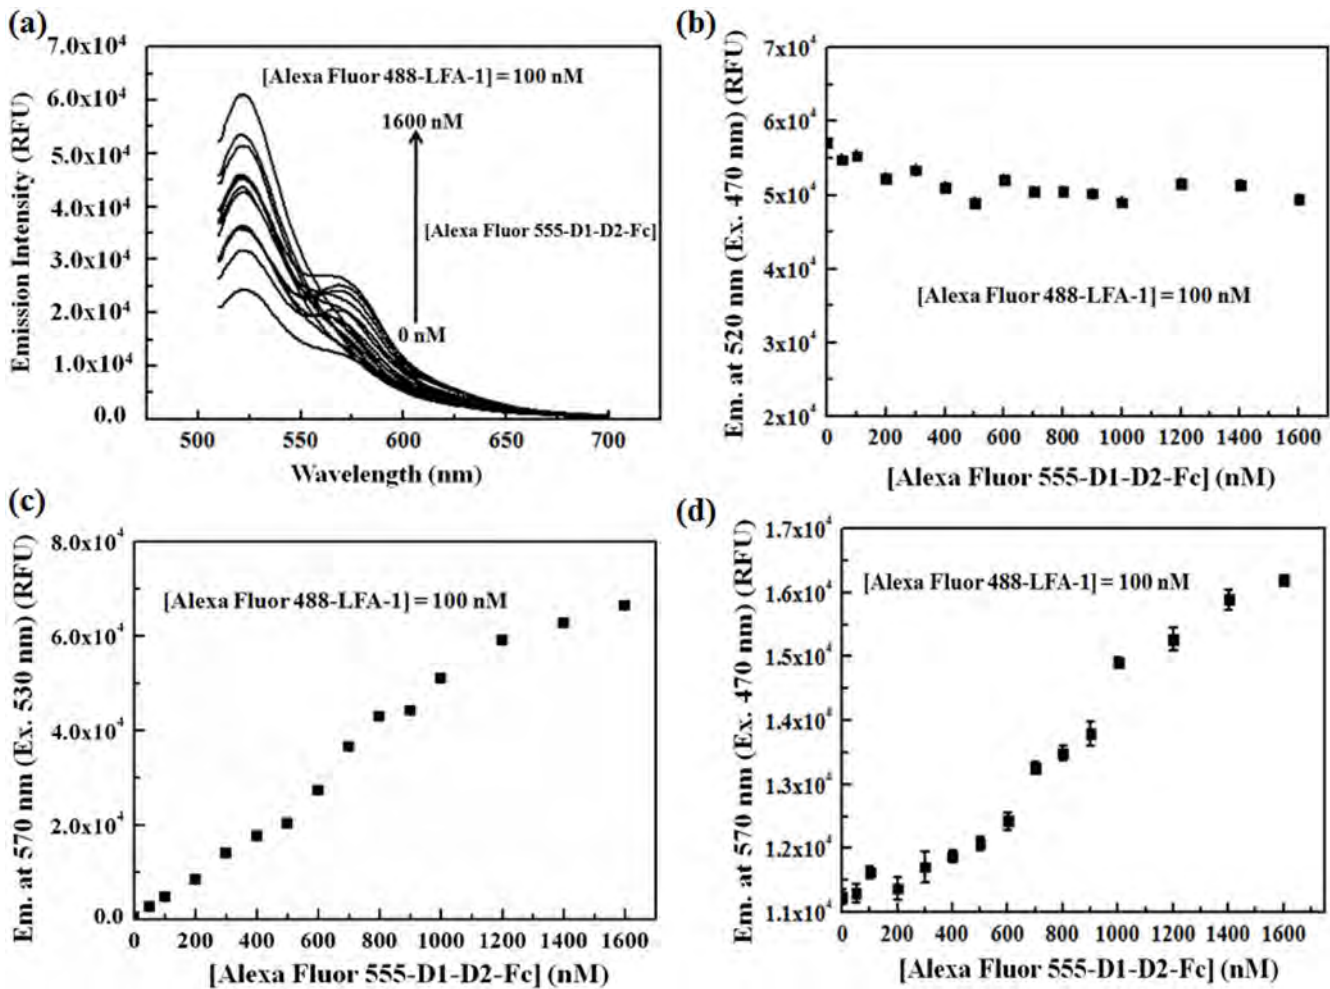 (a)
Emission Intensity (RFU)
7.0x10⁴
6.0x10⁴
5.0x10⁴
4.0x10⁴
3.0x10⁴
2.0x10⁴
1.0x10⁴
0.0
[Alexa Fluor 488-LFA-1] = 100 nM
1600 nM
[Alexa Fluor 555-D1-D2-Fc]
0 nM
500 550 600 650 700
Wavelength (nm)
(b)
Em. at 520 nm (Ex. 470 nm) (RFU)
7x10⁴
6x10⁴
5x10⁴
4x10⁴
3x10⁴
2x10⁴
[Alexa Fluor 488-LFA-1] = 100 nM
0 200 400 600 800 1000 1200 1400 1600
[Alexa Fluor 555-D1-D2-Fc] (nM)
(c)
Em. at 570 nm (Ex. 530 nm) (RFU)
8.0x10⁴
6.0x10⁴
4.0x10⁴
2.0x10⁴
0.0
[Alexa Fluor 488-LFA-1] = 100 nM
0 200 400 600 800 1000 1200 1400 1600
[Alexa Fluor 555-D1-D2-Fc] (nM)
(d)
Em. at 570 nm (Ex. 470 nm) (RFU)
1.7x10⁴
1.6x10⁴
1.5x10⁴
1.4x10⁴
1.3x10⁴
1.2x10⁴
1.1x10⁴
[Alexa Fluor 488-LFA-1] = 100 nM
0 200 400 600 800 1000 1200 1400 1600
[Alexa Fluor 555-D1-D2-Fc] (nM)